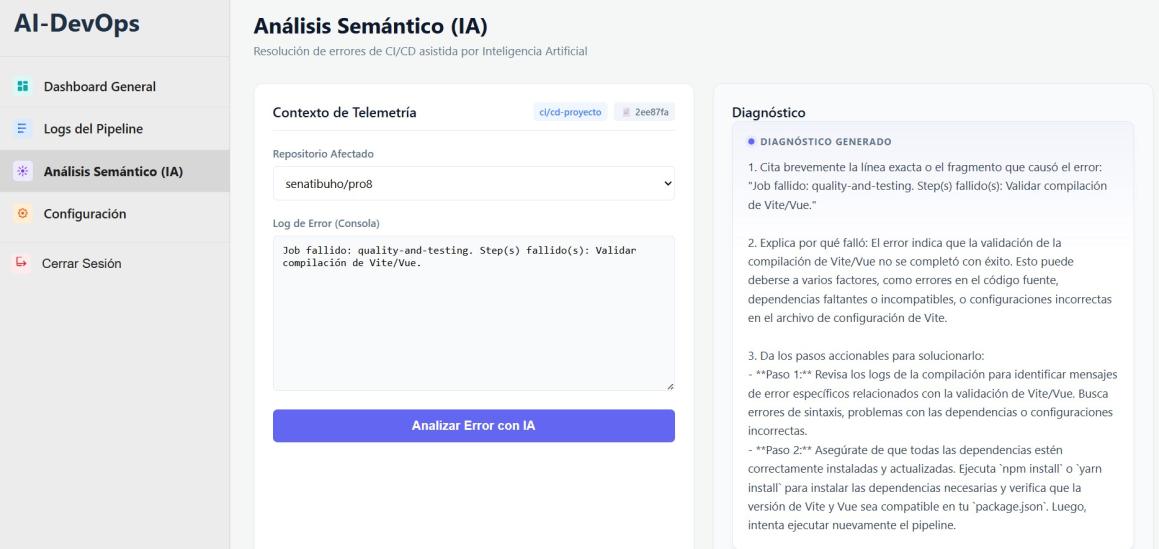 AI-DevOps
Dashboard General
Logs del Pipeline
Análisis Semántico (IA)
Configuración
Cerrar Sesión
Análisis Semántico (IA)
Resolución de errores de CI/CD asistida por Inteligencia Artificial
Contexto de Telemetría
ci/cd-proyecto
2ee87fa
Repositorio Afectado
senatibuho/pro8
Log de Error (Consola)
Job fallido: quality-and-testing. Step(s) fallido(s): Validar
compilación de Vite/Vue.
Analizar Error con IA
Diagnóstico
DIAGNÓSTICO GENERADO
1. Cita brevemente la línea exacta o el fragmento que causó el error:
"Job fallido: quality-and-testing. Step(s) fallido(s): Validar compilación
de Vite/Vue."
2. Explica por qué falló: El error indica que la validación de la
compilación de Vite/Vue no se completó con éxito. Esto puede
deberse a varios factores, como errores en el código fuente,
dependencias faltantes o incompatibles, o configuraciones incorrectas
en el archivo de configuración de Vite.
3. Da los pasos accionables para solucionarlo:
- **Paso 1:** Revisa los logs de la compilación para identificar mensajes
de error específicos relacionados con la validación de Vite/Vue. Busca
errores de sintaxis, problemas con las dependencias o configuraciones
incorrectas.
- **Paso 2:** Asegúrate de que todas las dependencias estén
correctamente instaladas y actualizadas. Ejecuta `npm install` o `yarn
install` para instalar las dependencias necesarias y verifica que la
versión de Vite y Vue sea compatible en tu `package.json`. Luego,
intenta ejecutar nuevamente el pipeline.